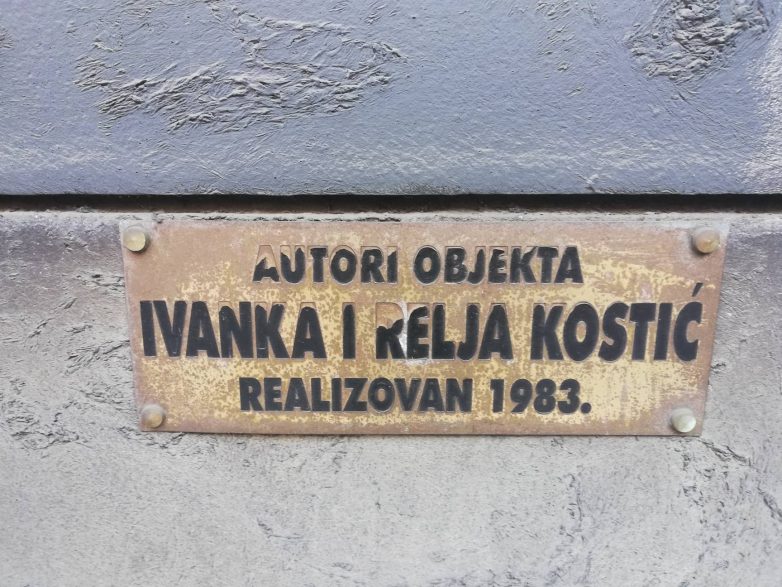 AUTORI OBJEKTA
IVANKA I RELJA KOSTIĆ
REALIZOVAN 1983.